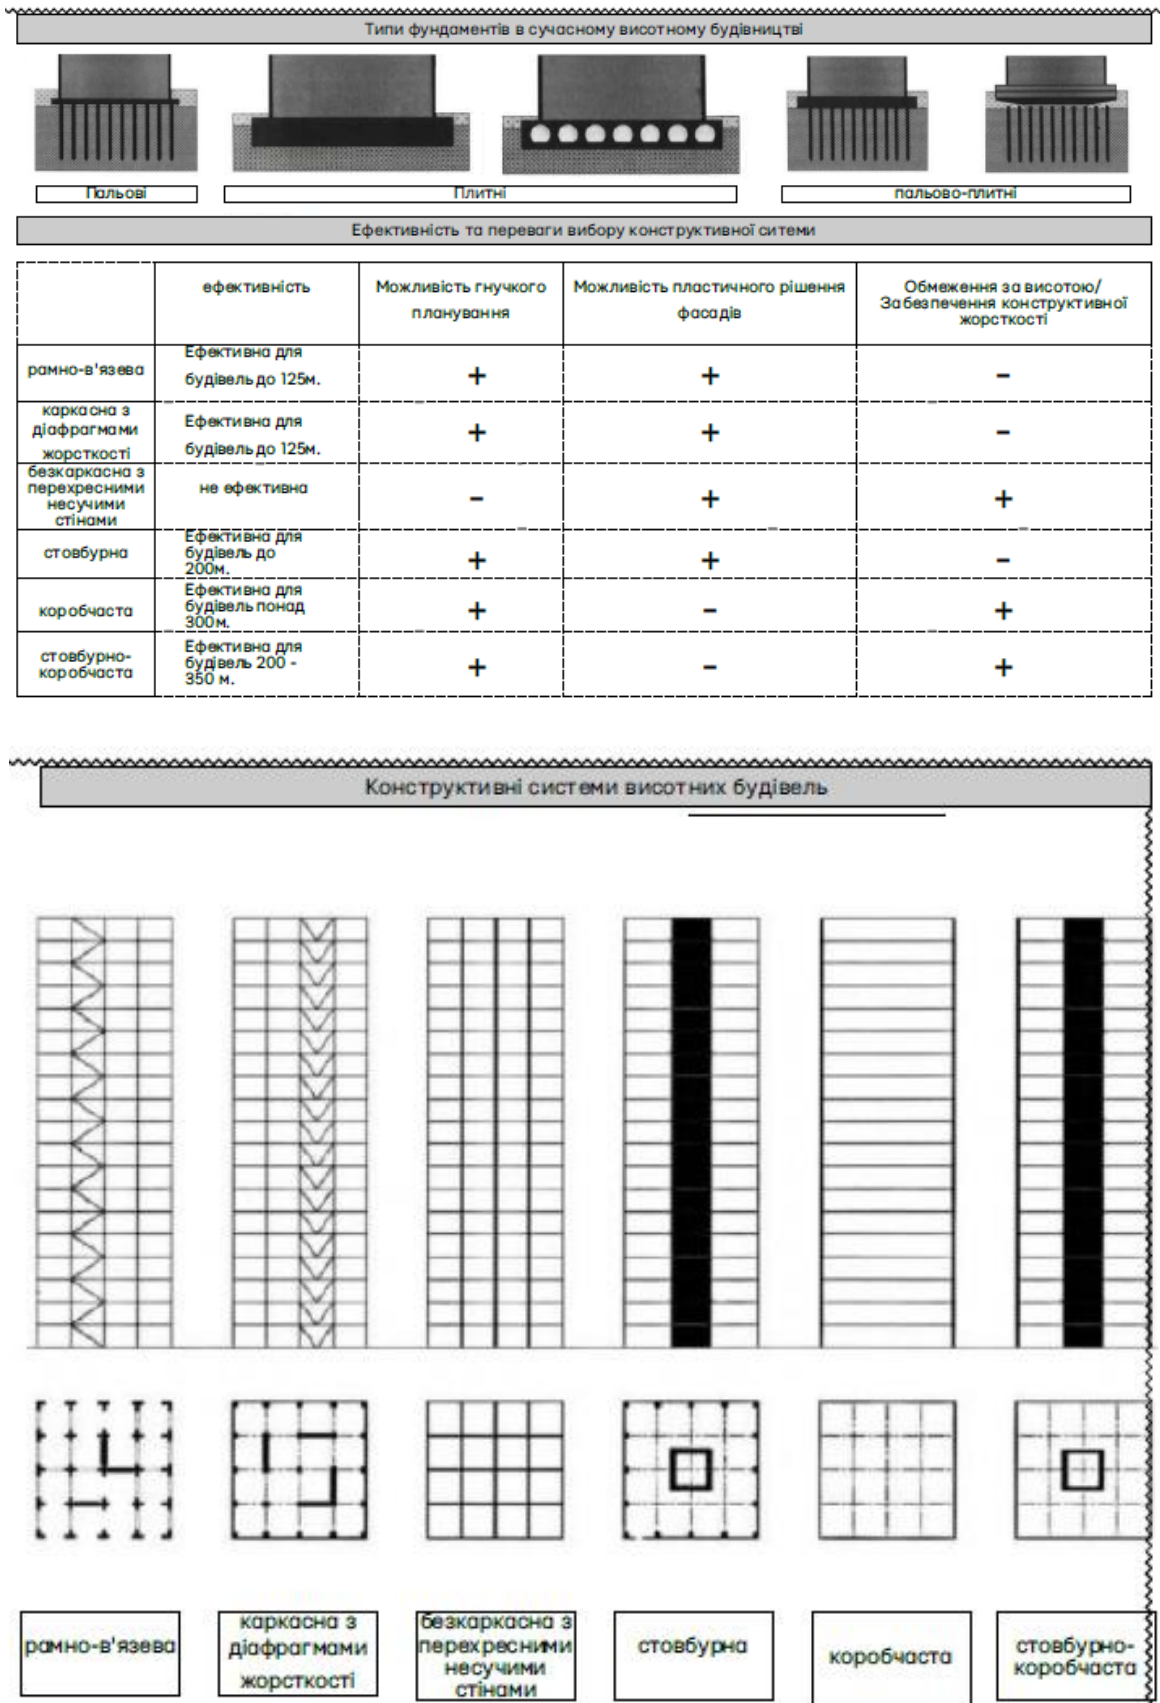 Типи фундаментів в сучасному висотному будівництві
Пальові
Плитні
пальово-плитні
Ефективність та переваги вибору конструктивної ситеми
ефективність
Можливість гнучкого
планування
Можливість пластичного рішення
фасадів
Обмеження за висотою/
Забезпечення конструктивної
жорсткості
рамно-в'язева
Ефективна для
будівель до 125м.
+
+
-
каркасна з
діафрагмами
жорсткості
Ефективна для
будівель до 125м.
+
+
-
безкаркасна з
перехресними
несучими
стінами
не ефективна
-
+
+
стовбурна
Ефективна для
будівель до
200м.
+
+
-
коробчаста
Ефективна для
будівель понад
300м.
+
-
+
стовбурно-
коробчаста
Ефективна для
будівель 200 -
350 м.
+
-
+
Конструктивні системи висотних будівель
рамно-в'язева
каркасна з
діафрагмами
жорсткості
безкаркасна з
перехресними
несучими
стінами
стовбурна
коробчаста
стовбурно-
коробчаста